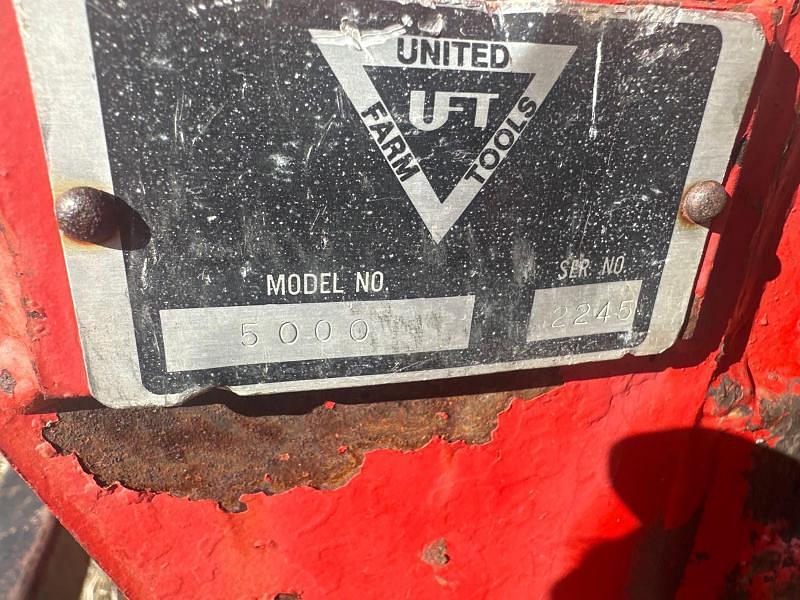 UNITED
UFT
FARM
TOOLS
MODEL NO.
SER. NO.
5000
2245